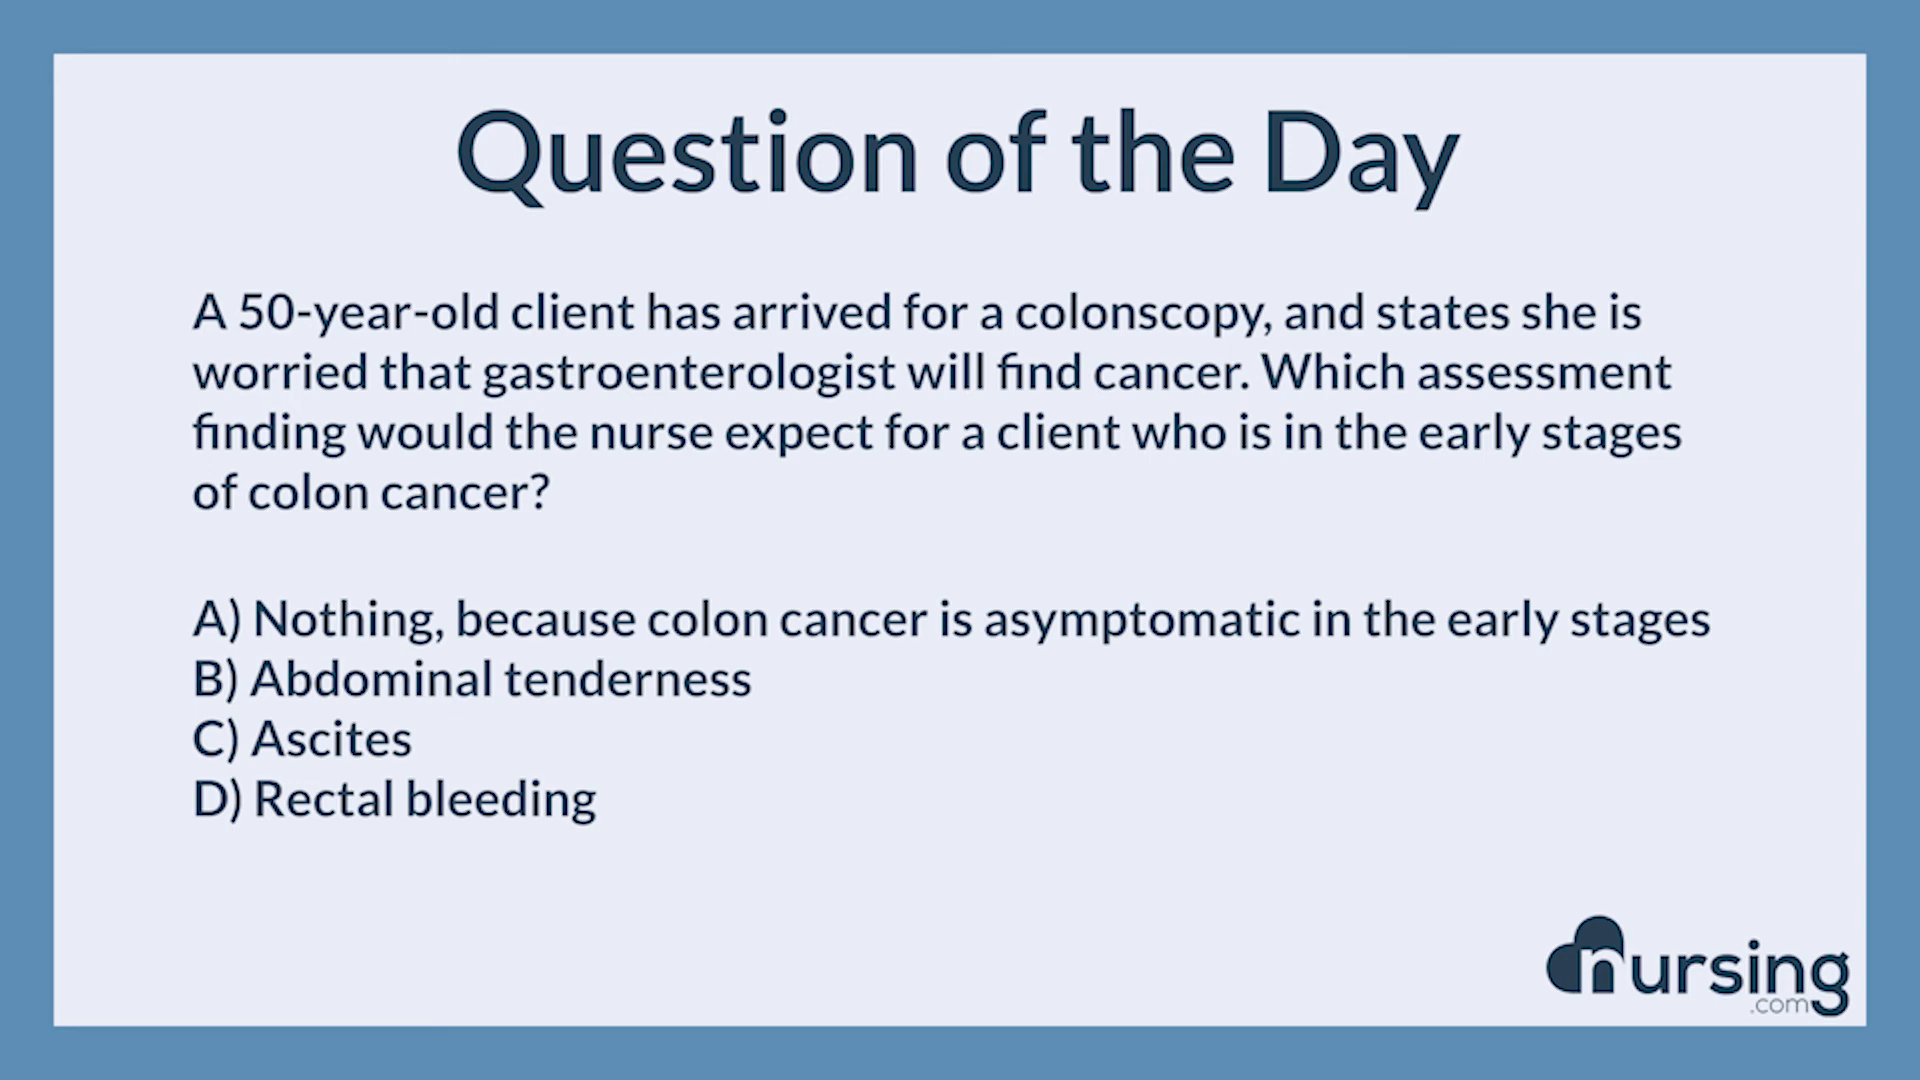 Question of the Day
A 50-year-old client has arrived for a colonscopy, and states she is
worried that gastroenterologist will find cancer. Which assessment
finding would the nurse expect for a client who is in the early stages
of colon cancer?
A) Nothing, because colon cancer is asymptomatic in the early stages
B) Abdominal tenderness
C) Ascites
D) Rectal bleeding
nursing
.com